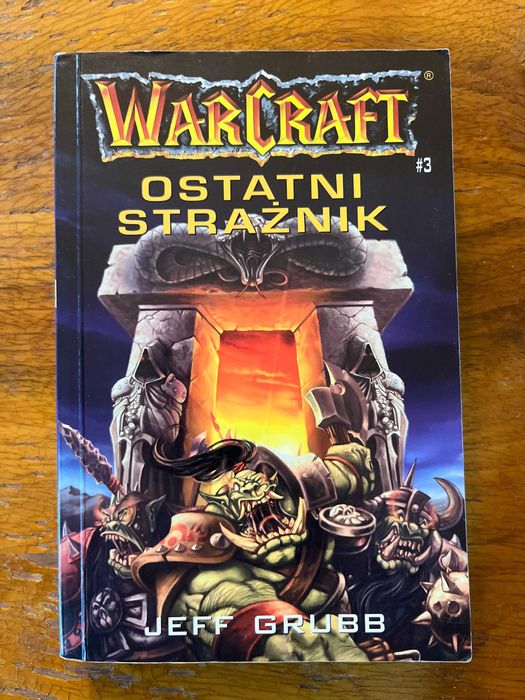 WARCRAFT®
#3
OSTATNI
STRAŻNIK
JEFF GRUBB